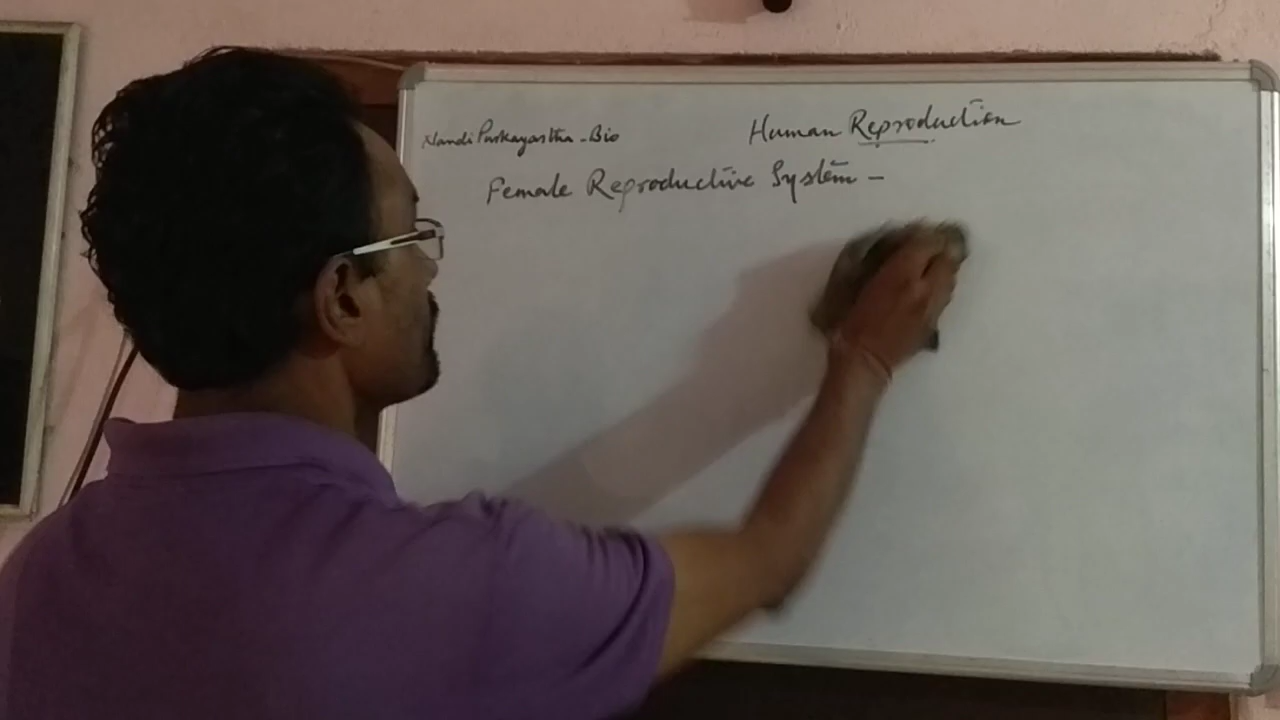 Nandi Purkayastha - Bio
Human Reproduction
Female Reproductive System -